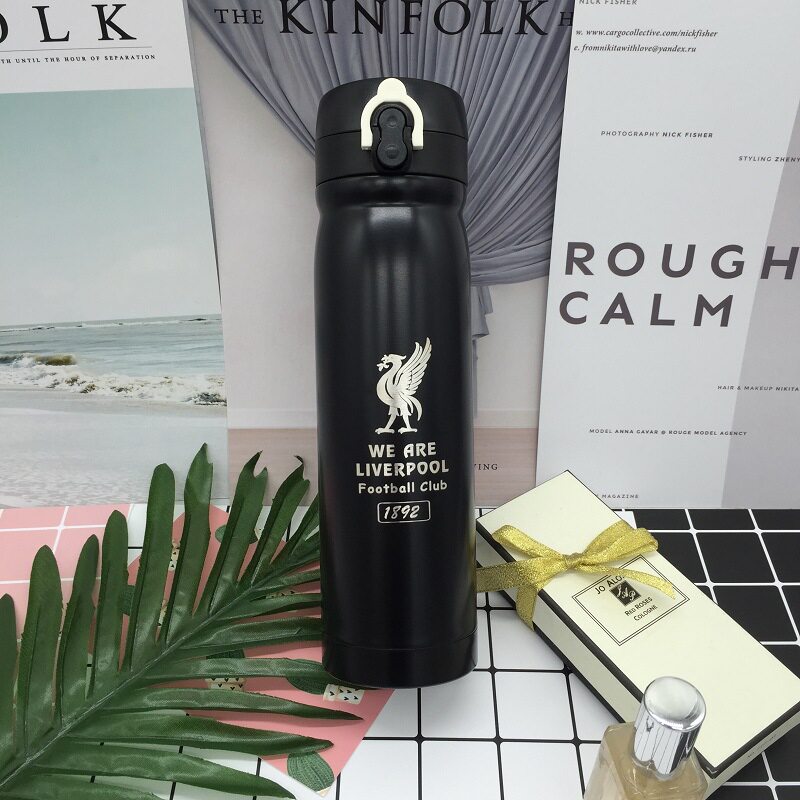 OLK
TH UNTIL THE HOUR OF SEPARATION
THE KINFOLK H
NICK FISHER
w. www.cargocollective.com/nickfisher
e. fromnikitawithlove@yandex.ru
PHOTOGRAPHY NICK FISHER
STYLING ZHENY
ROUGH
CALM
HAIR & MAKEUP NIKITA
MODEL ANNA GAVAR @ ROUGE MODEL AGENCY
MAGAZINE
VING
WE ARE
LIVERPOOL
Football Club
1892
RED ROSES
COLOGNE